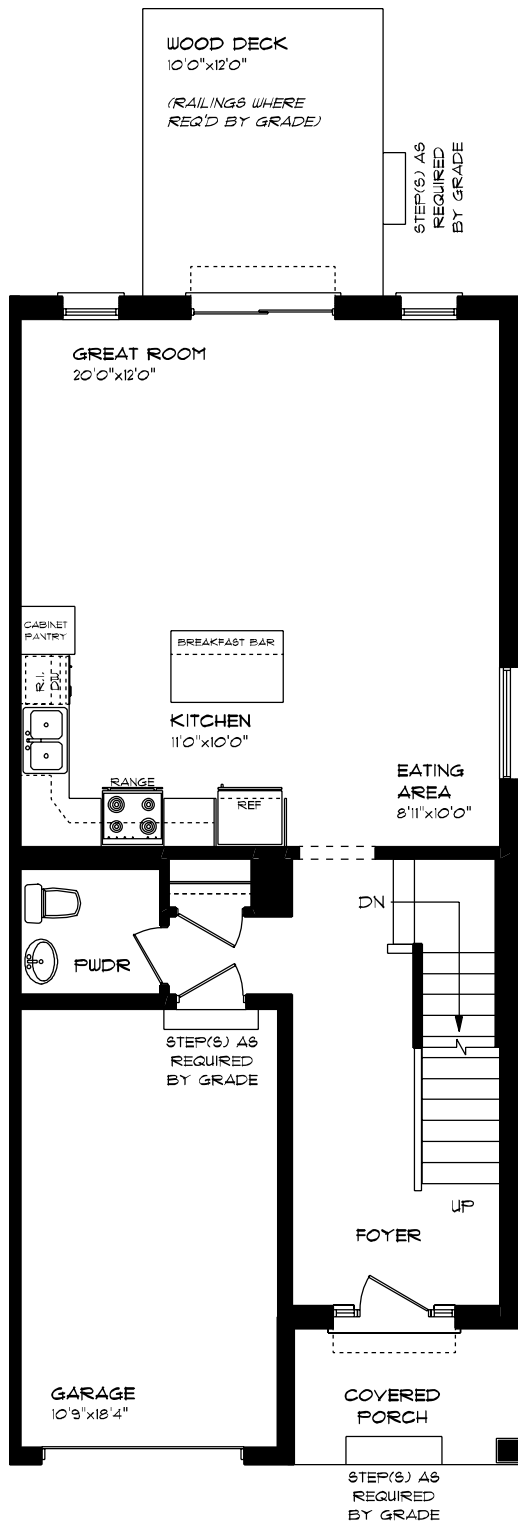 WOOD DECK
10'0"x12'0"
(RAILINGS WHERE
REQ'D BY GRADE)
STEP(S) AS
REQUIRED
BY GRADE
GREAT ROOM
20'0"x12'0"
CABINET
PANTRY
BREAKFAST BAR
R.I.
DW
KITCHEN
11'0"x10'0"
RANGE
REF
EATING
AREA
8'11"x10'0"
DN
PWDR
STEP(S) AS
REQUIRED
BY GRADE
UP
FOYER
GARAGE
10'9"x18'4"
COVERED
PORCH
STEP(S) AS
REQUIRED
BY GRADE